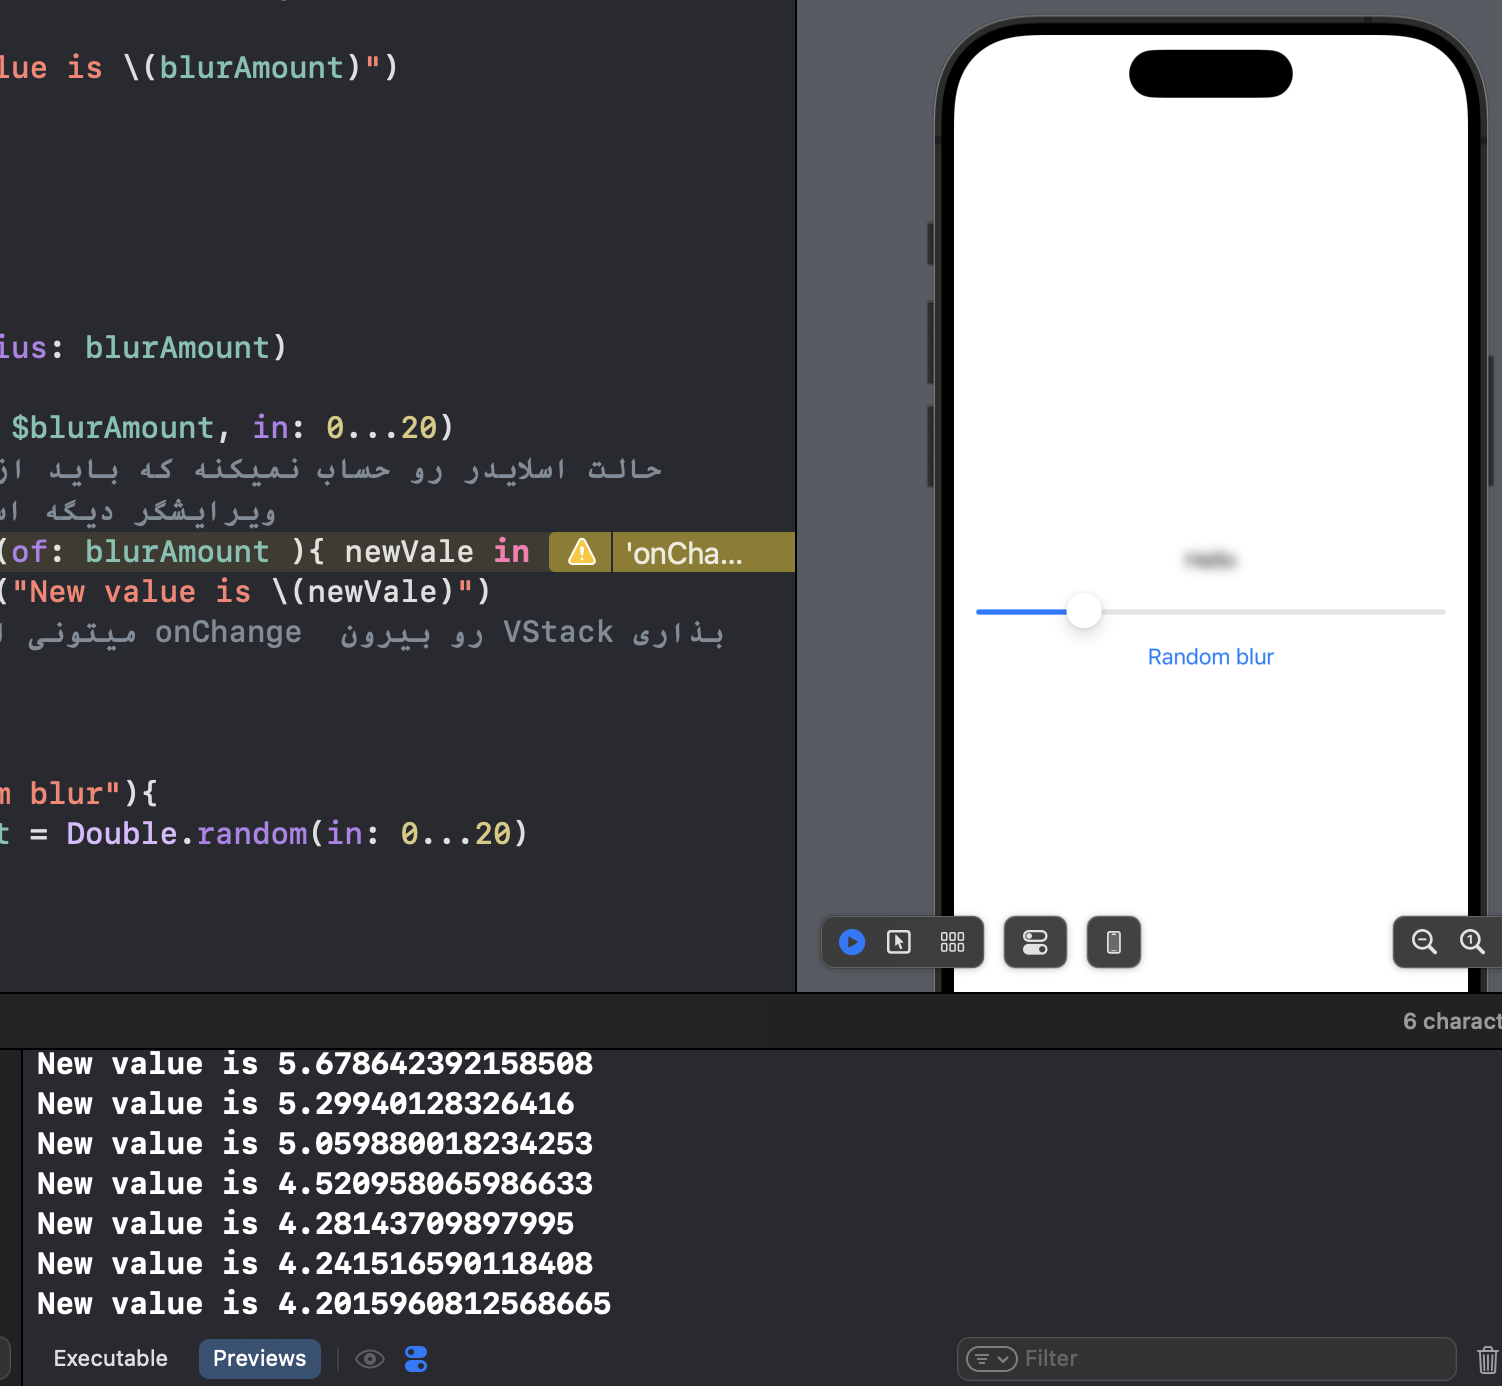 lue is \(blurAmount)")
ius: blurAmount)
$blurAmount, in: 0...20)
حالت اسلایدر رو حساب نمیکنه که باید از
ویرایشگر دیگه اس
(of: blurAmount ){ newVale in
'onCha...
("New value is \(newVale)")
میتونی onChange رو بیرون VStack بذاری
m blur"){
t = Double.random(in: 0...20)
Hello
Random blur
6 charact
New value is 5.678642392158508
New value is 5.29940128326416
New value is 5.059880018234253
New value is 4.520958065986633
New value is 4.28143709897995
New value is 4.241516590118408
New value is 4.2015960812568665
Executable
Previews
Filter